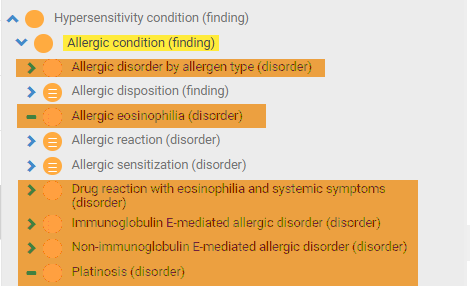 Hypersensitivity condition (finding)
Allergic condition (finding)
Allergic disorder by allergen type (disorder)
Allergic disposition (finding)
Allergic eosinophilia (disorder)
Allergic reaction (disorder)
Allergic sensitization (disorder)
Drug reaction with eosinophilia and systemic symptoms
(disorder)
Immunoglobulin E-mediated allergic disorder (disorder)
Non-immunoglobulin E-mediated allergic disorder (disorder)
Platinosis (disorder)